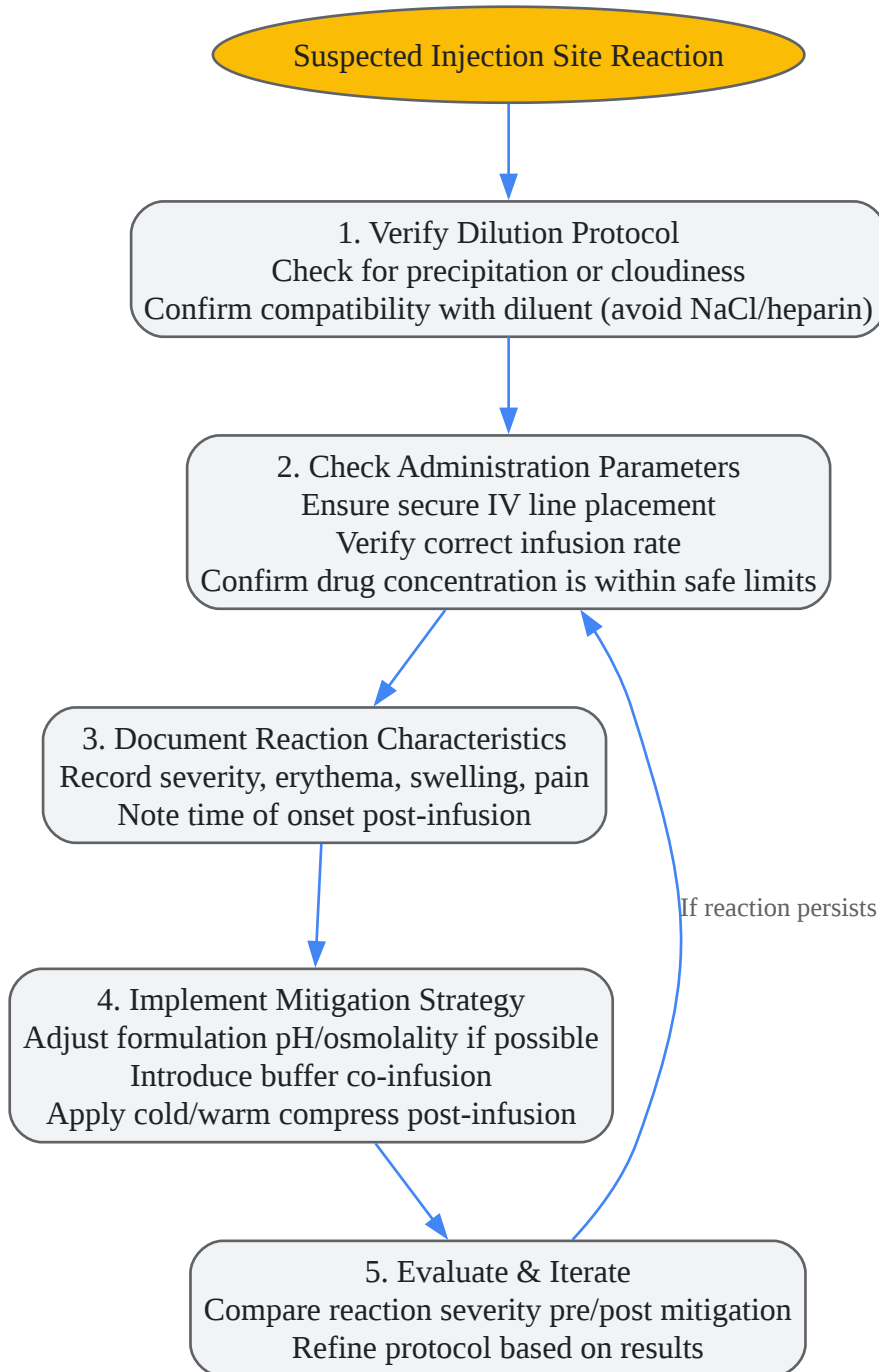 Suspected Injection Site Reaction
1. Verify Dilution Protocol
Check for precipitation or cloudiness
Confirm compatibility with diluent (avoid NaCl/heparin)
2. Check Administration Parameters
Ensure secure IV line placement
Verify correct infusion rate
Confirm drug concentration is within safe limits
3. Document Reaction Characteristics
Record severity, erythema, swelling, pain
Note time of onset post-infusion
If reaction persists
4. Implement Mitigation Strategy
Adjust formulation pH/osmolality if possible
Introduce buffer co-infusion
Apply cold/warm compress post-infusion
5. Evaluate & Iterate
Compare reaction severity pre/post mitigation
Refine protocol based on results